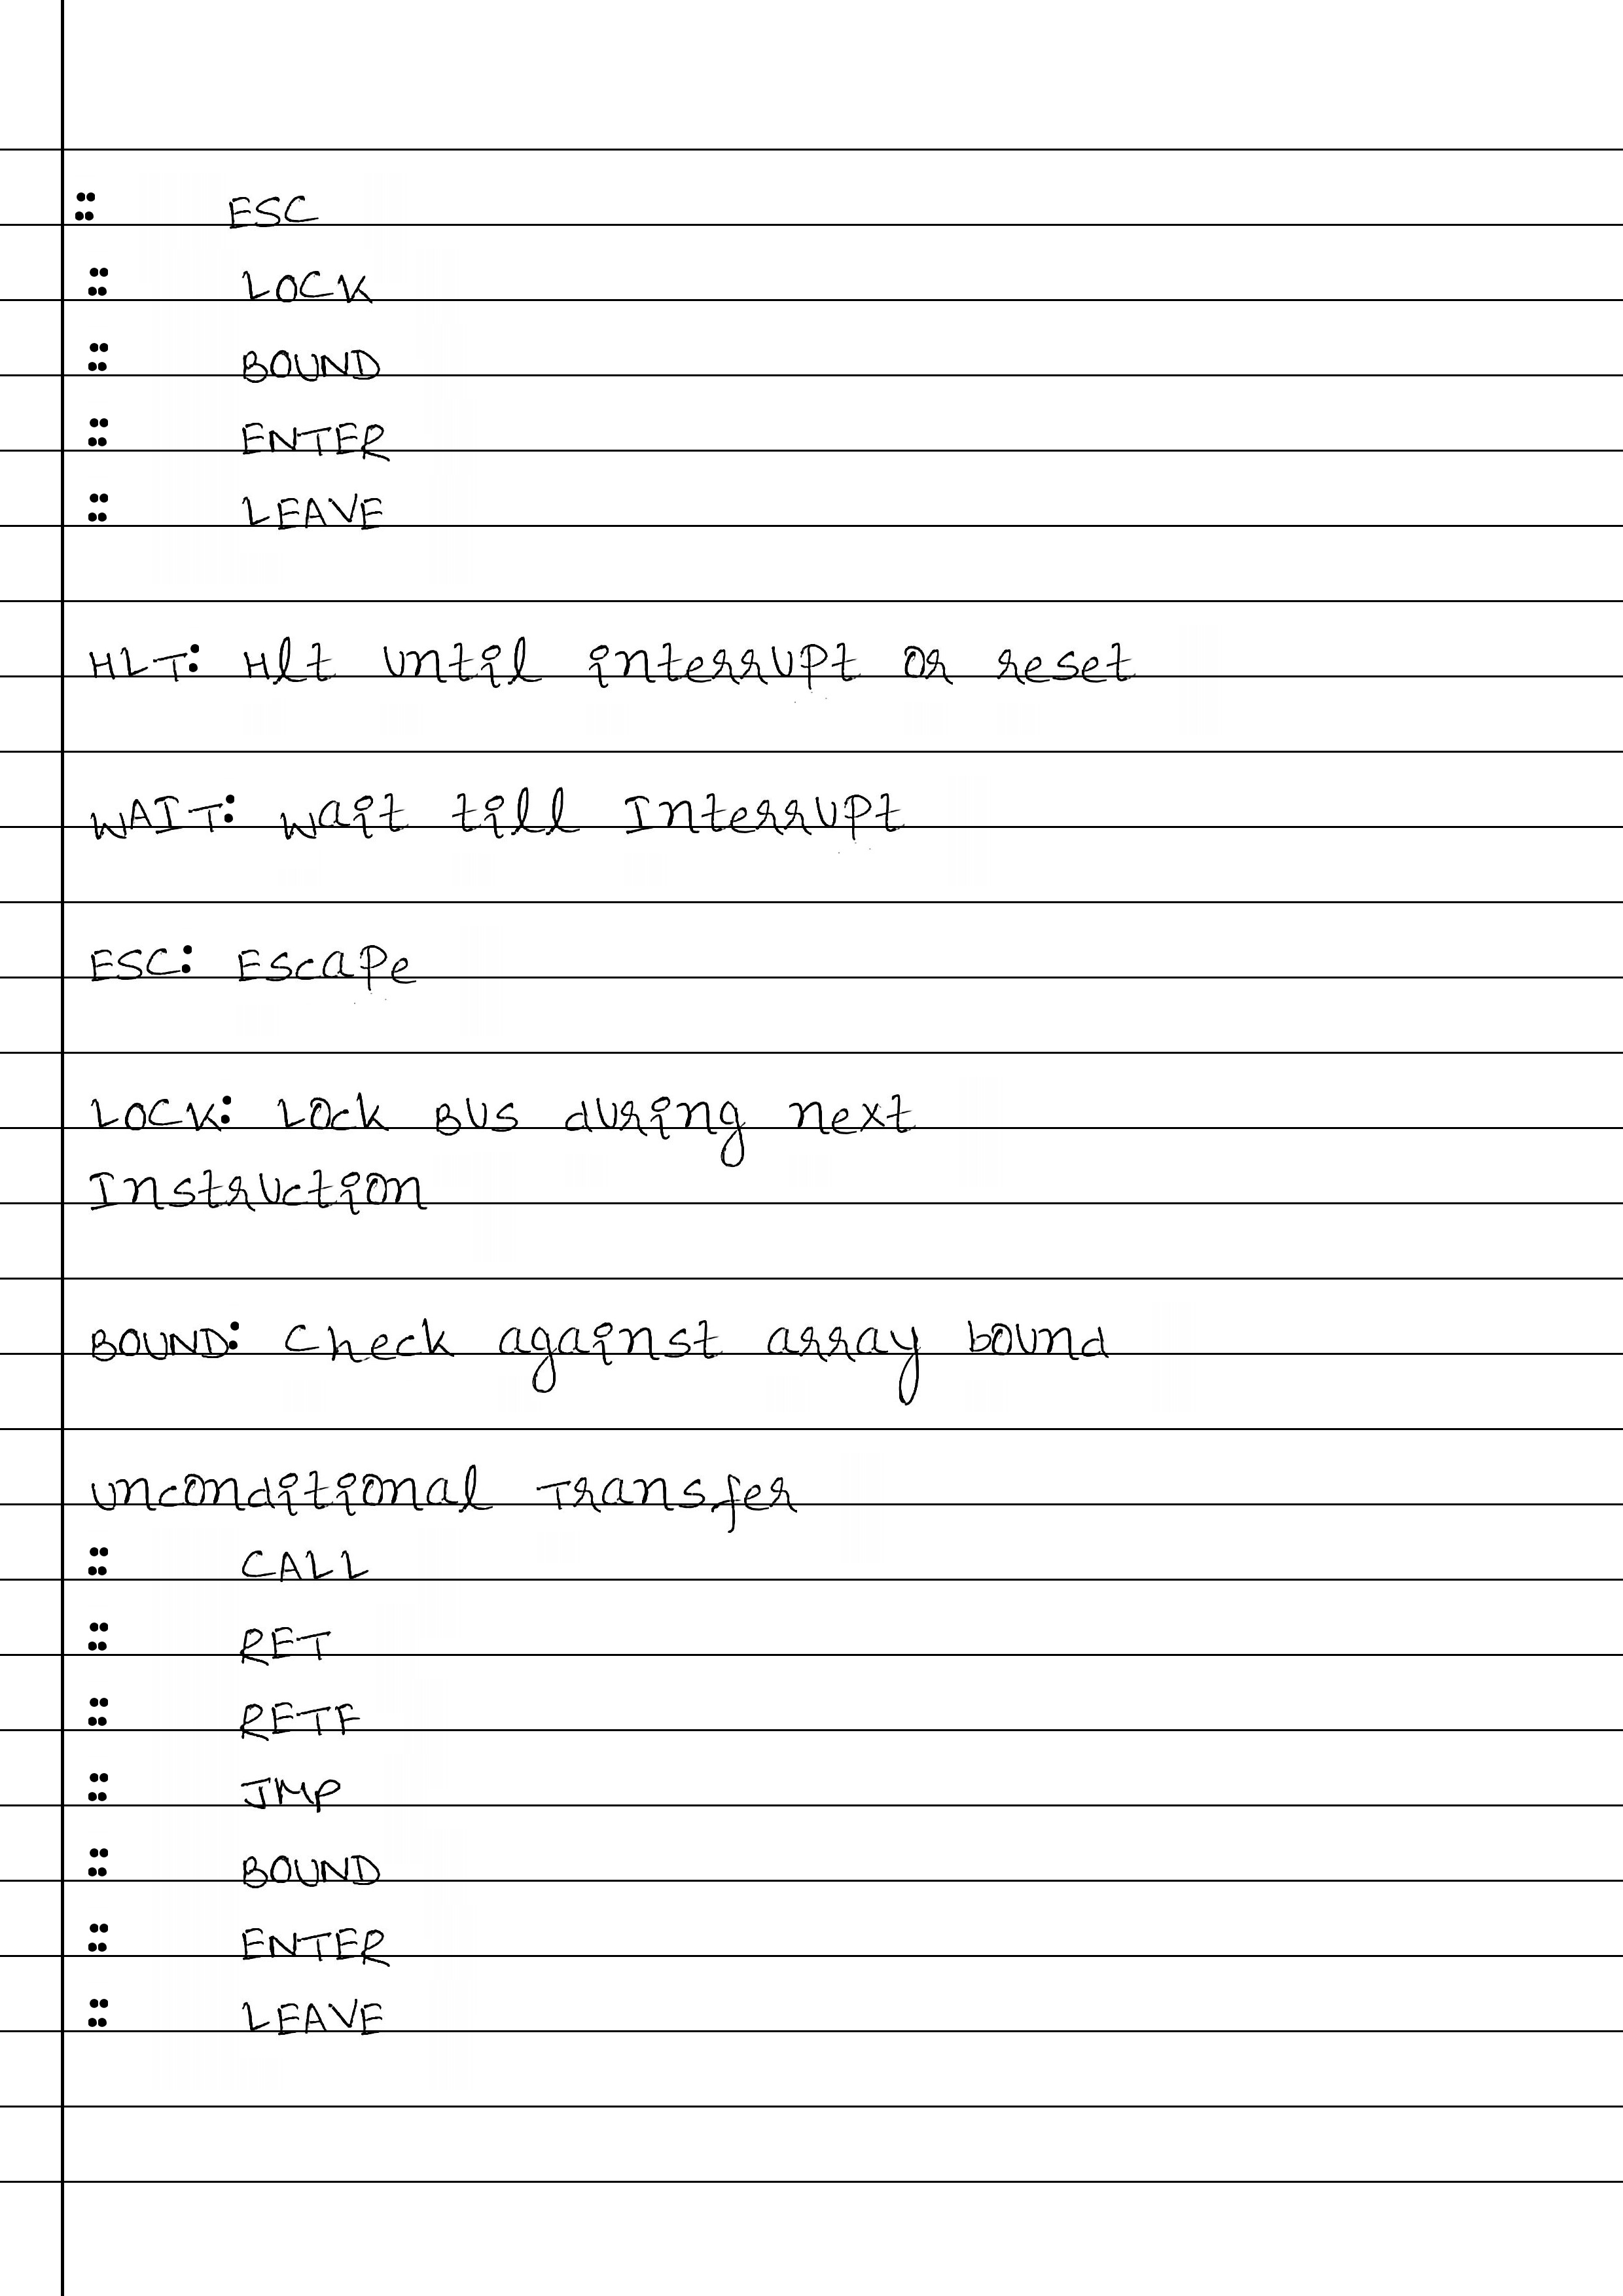 :: ESC
:: LOCK
:: BOUND
:: ENTER
:: LEAVE
HLT: Hlt until interrupt or reset
WAIT: wait till Interrupt
ESC: Escape
LOCK: Lock Bus during next
Instruction
BOUND: Check against array bound
unconditional Transfer
:: CALL
:: RET
:: RETF
:: JMP
:: BOUND
:: ENTER
:: LEAVE